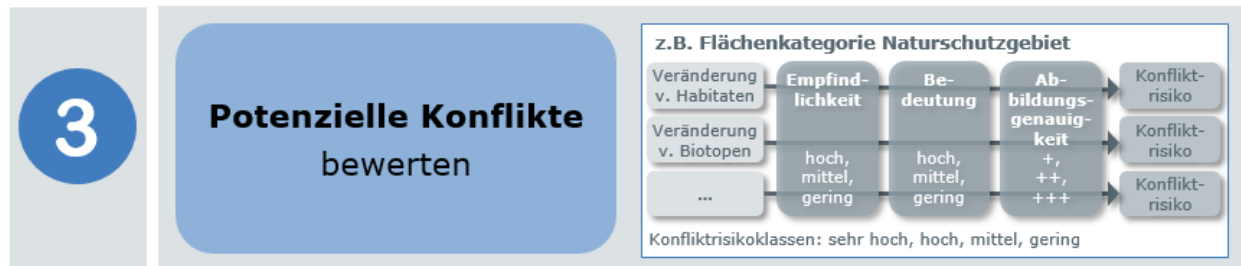 3
Potenzielle Konflikte
bewerten
z.B. Flächenkategorie Naturschutzgebiet
Veränderung
v. Habitaten
Veränderung
v. Biotopen
...
Empfind-
lichkeit
hoch,
mittel,
gering
Be-
deutung
hoch,
mittel,
gering
Ab-
bildungs-
genauig-
keit
+,
++,
+++
Konflikt-
risiko
Konflikt-
risiko
Konflikt-
risiko
Konfliktrisikoklassen: sehr hoch, hoch, mittel, gering